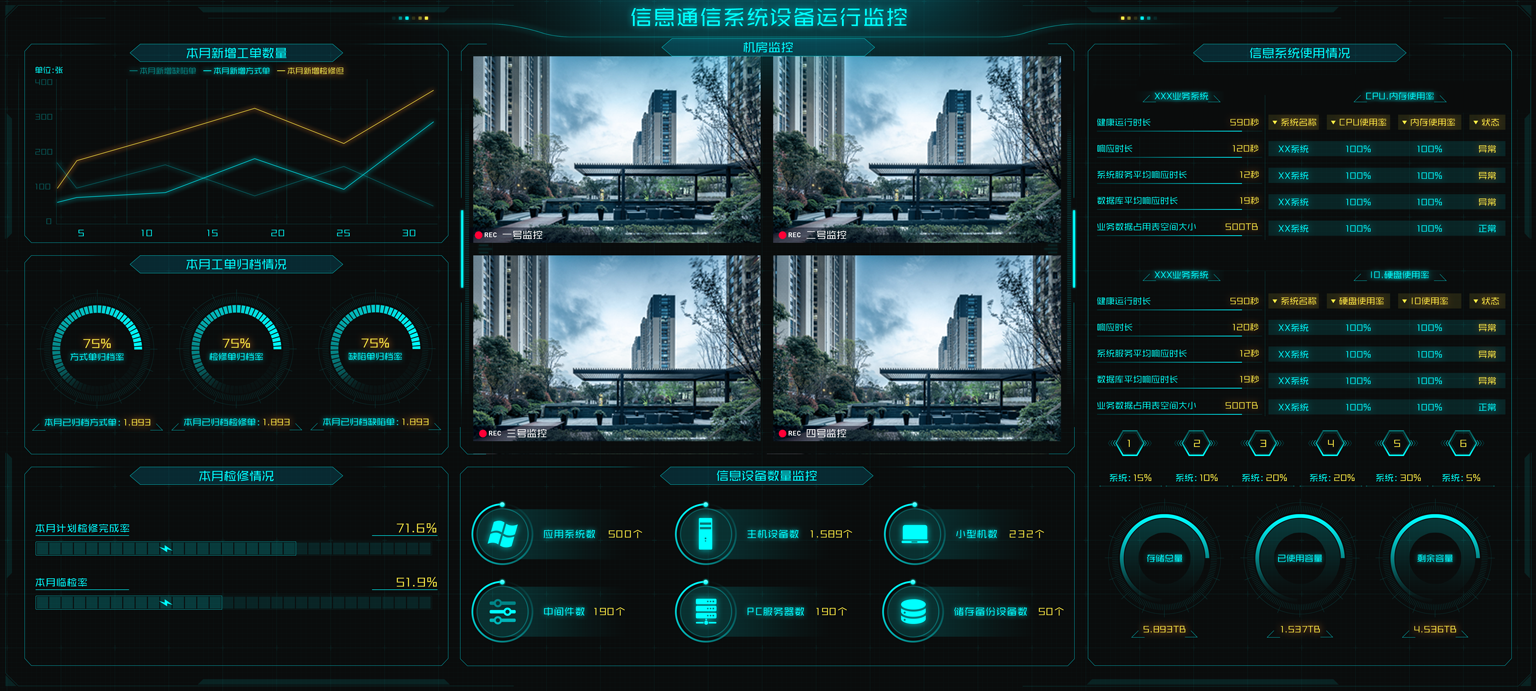 信息通信系统设备运行监控
本月新增工单数量
单位:张
本月新增缺陷单 本月新增方式单 本月新增检修但
400
300
200
100
0
5 10 15 20 25 30
本月工单归档情况
75%
方式单归档率
75%
检修单归档率
75%
缺陷单归档率
本月已归档方式单:1,893
本月已归档检修单:1,893
本月已归档缺陷单:1,893
本月检修情况
本月计划检修完成率 71.6%
本月临检率 51.9%
机房监控
REC 一号监控
REC 二号监控
REC 三号监控
REC 四号监控
信息设备数量监控
应用系统数 500个
主机设备数 1,589个
小型机数 232个
中间件数 190个
PC服务器数 190个
储存备份设备数 50个
信息系统使用情况
XXX业务系统
健康运行时长 590秒
响应时长 120秒
系统服务平均响应时长 12秒
数据库平均响应时长 19秒
业务数据占用表空间大小 500TB
CPU.内存使用率
系统名称 CPU使用率 内存使用率 状态
XX系统 100% 100% 异常
XX系统 100% 100% 异常
XX系统 100% 100% 异常
XX系统 100% 100% 正常
XXX业务系统
健康运行时长 590秒
响应时长 120秒
系统服务平均响应时长 12秒
数据库平均响应时长 19秒
业务数据占用表空间大小 500TB
IO.硬盘使用率
系统名称 硬盘使用率 IO使用率 状态
XX系统 100% 100% 异常
XX系统 100% 100% 异常
XX系统 100% 100% 异常
XX系统 100% 100% 正常
1 2 3 4 5 6
系统:15% 系统:10% 系统:20% 系统:20% 系统:30% 系统:5%
存储总量
已使用容量
剩余容量
5.893TB
1.537TB
4.536TB